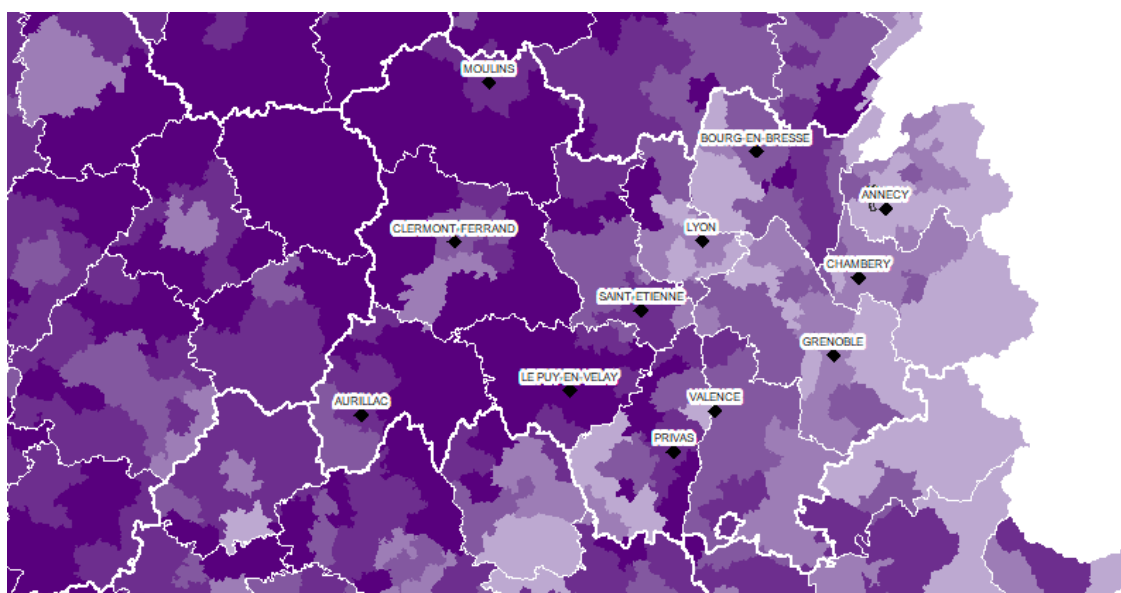 MOULINS
BOURG-EN-BRESSE
ANNECY
CLERMONT-FERRAND
LYON
CHAMBERY
SAINT-ETIENNE
GRENOBLE
LE PUY-EN-VELAY
AURILLAC
VALENCE
PRIVAS